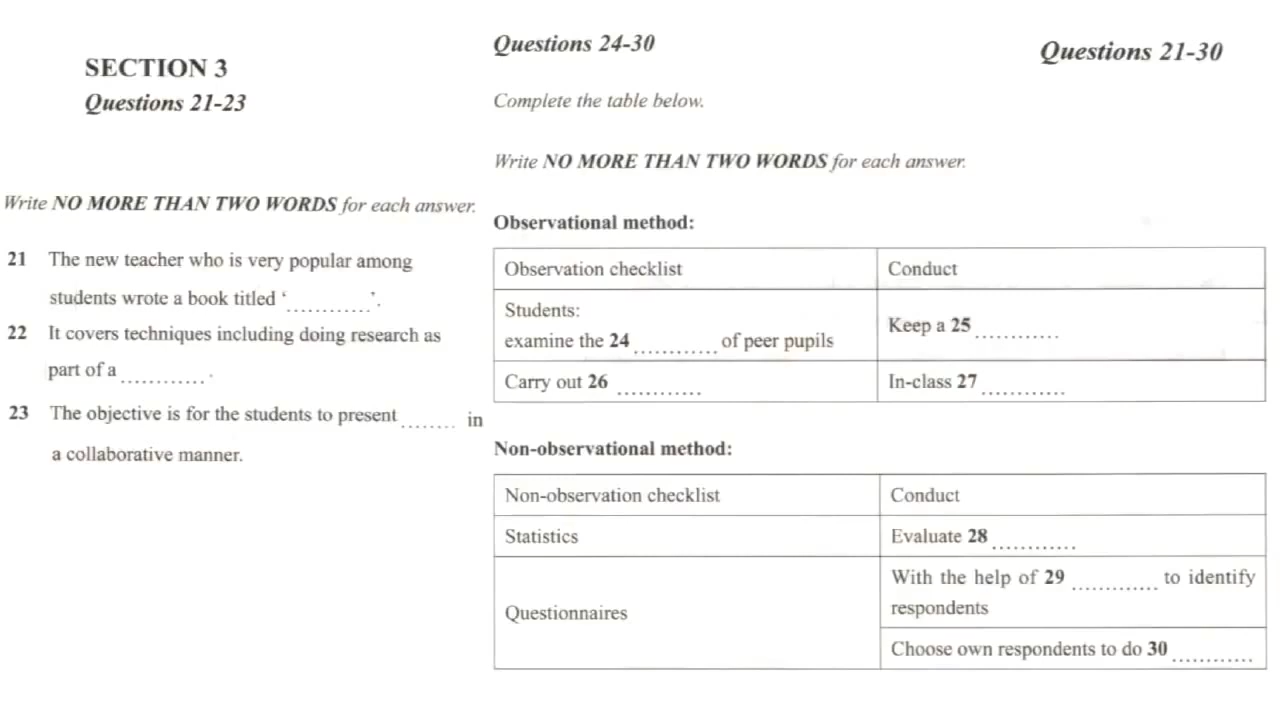 SECTION 3
Questions 21-23
Write NO MORE THAN TWO WORDS for each answer.
21 The new teacher who is very popular among
students wrote a book titled ‘............’.
22 It covers techniques including doing research as
part of a ............ .
23 The objective is for the students to present ........ in
a collaborative manner.
Questions 24-30
Complete the table below.
Write NO MORE THAN TWO WORDS for each answer.
Observational method:
Observation checklist
Conduct
Students:
examine the 24 ............ of peer pupils
Keep a 25 ............
Carry out 26 ............
In-class 27 ............
Non-observational method:
Non-observation checklist
Conduct
Statistics
Evaluate 28 ............
Questionnaires
With the help of 29 ............ to identify
respondents
Choose own respondents to do 30 ............
Questions 21-30